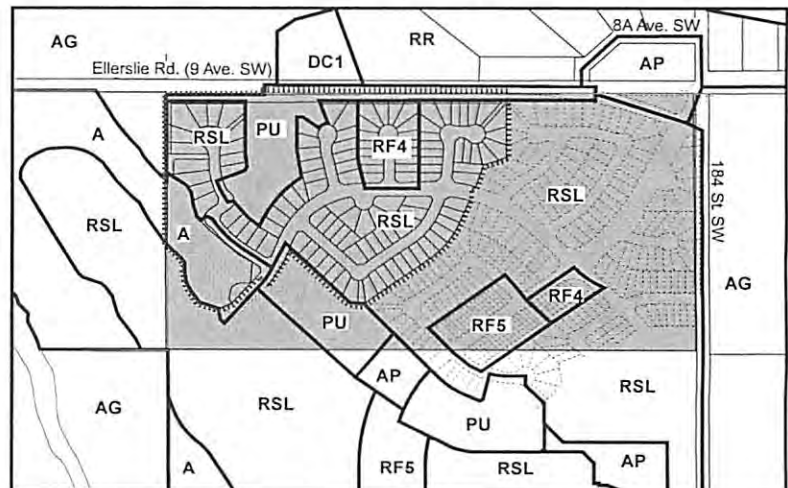 8A Ave. SW
AG
RR
Ellerslie Rd. (9 Ave. SW)
DC1
AP
A
RSL
PU
RF4
184 St. SW
RSL
RSL
A
RSL
AG
RF4
PU
RF5
AP
RSL
AG
RSL
PU
A
RF5
RSL
AP